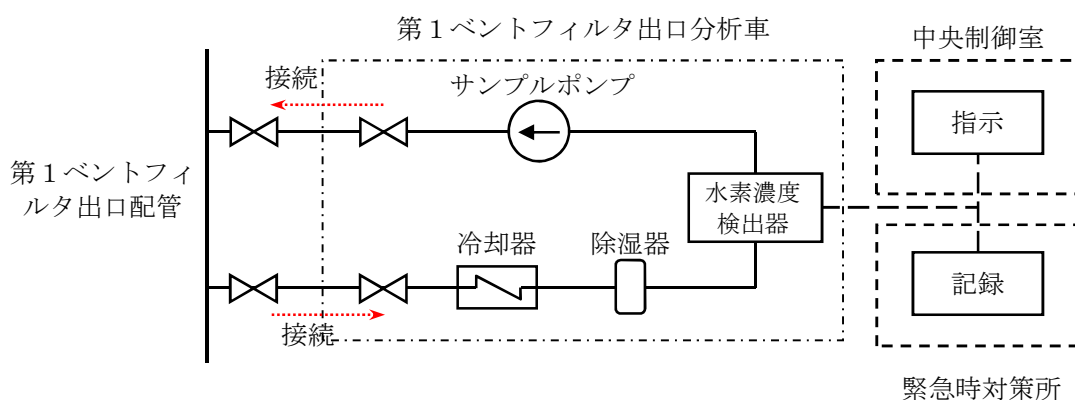 第１ベントフィルタ出口分析車
中央制御室
接続
サンプルポンプ
指示
第１ベントフィ
ルタ出口配管
水素濃度
検出器
冷却器
除湿器
記録
接続
緊急時対策所